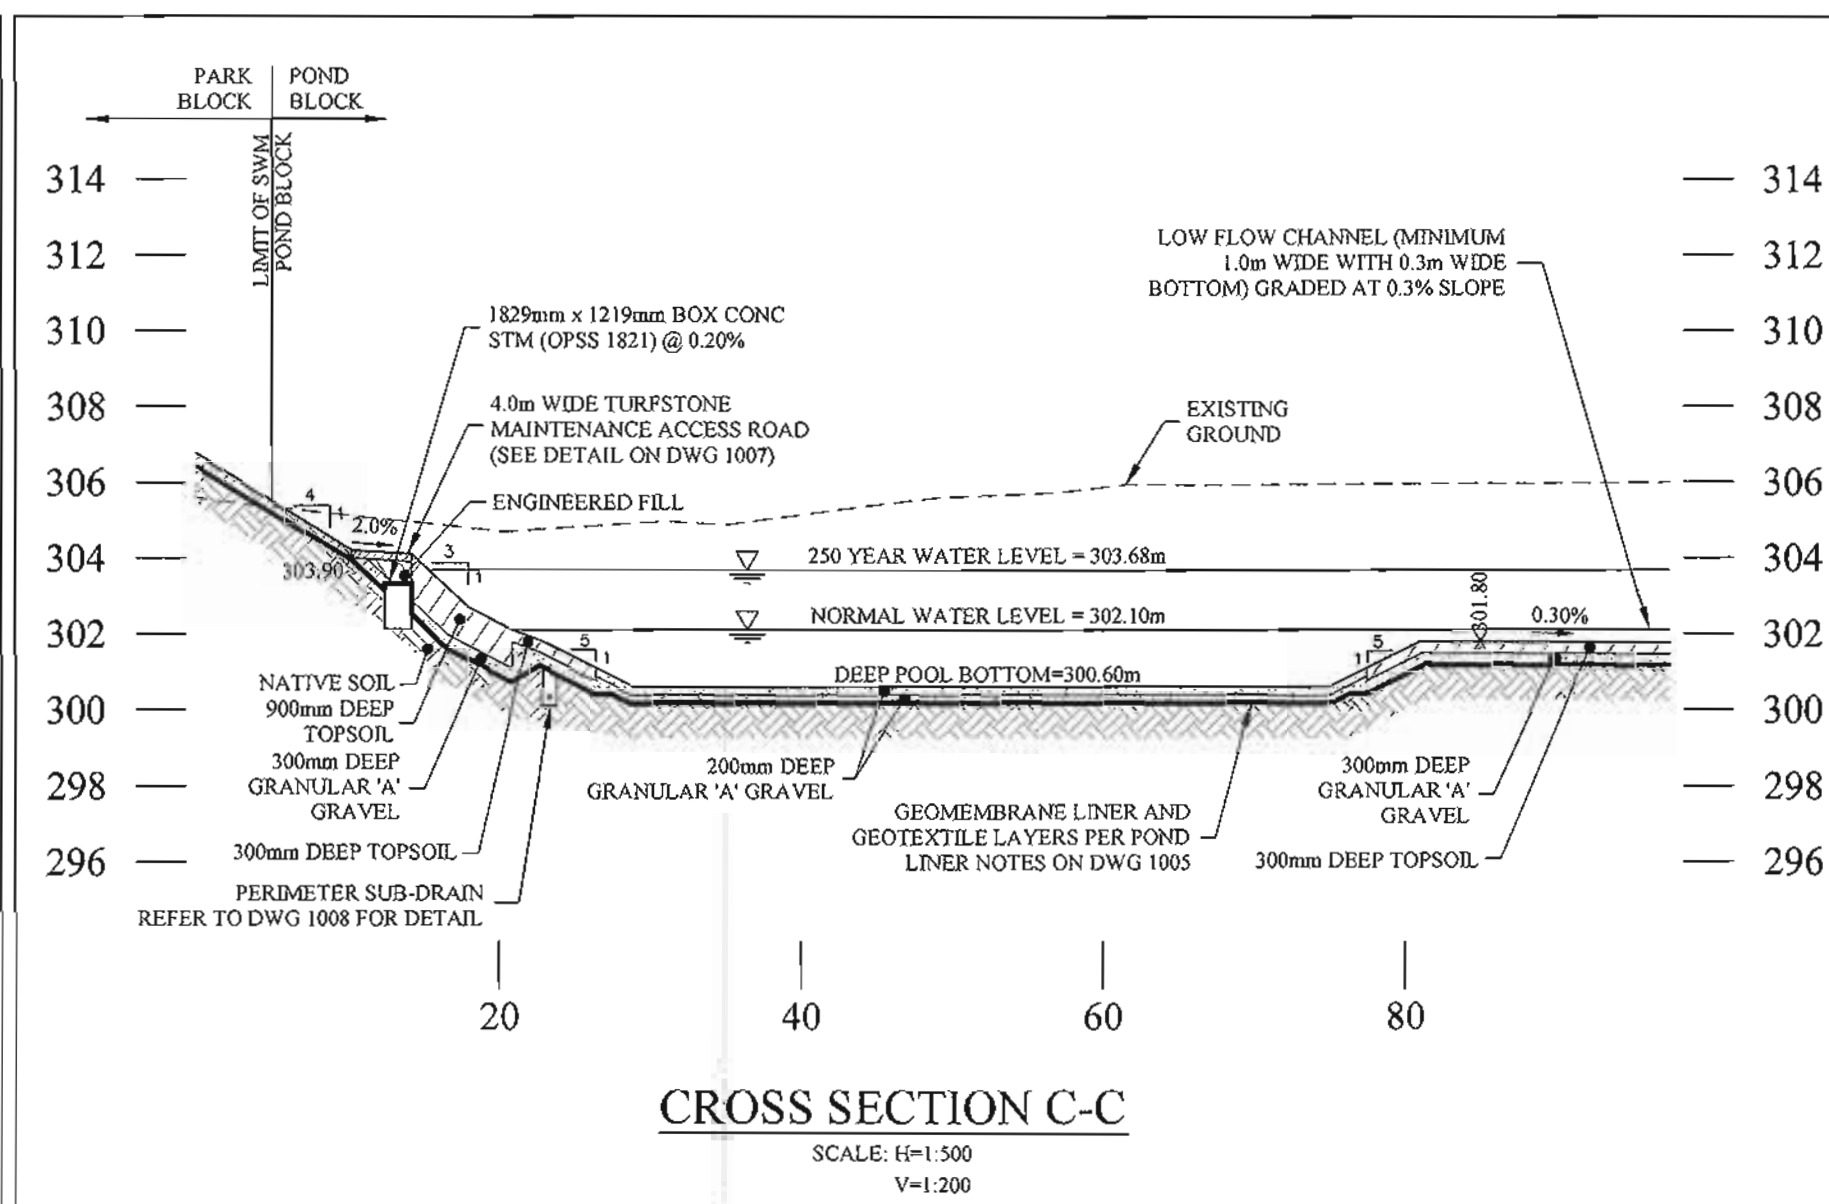 PARK
BLOCK
POND
BLOCK
LIMIT OF SWM
POND BLOCK
314
312
310
308
306
304
302
300
298
296
314
312
310
308
306
304
302
300
298
296
LOW FLOW CHANNEL (MINIMUM
1.0m WIDE WITH 0.3m WIDE
BOTTOM) GRADED AT 0.3% SLOPE
1829mm x 1219mm BOX CONC
STM (OPSS 1821) @ 0.20%
4.0m WIDE TURFSTONE
MAINTENANCE ACCESS ROAD
(SEE DETAIL ON DWG 1007)
ENGINEERED FILL
EXISTING
GROUND
4
1
2.0%
303.90
3
1
250 YEAR WATER LEVEL = 303.68m
NORMAL WATER LEVEL = 302.10m
DEEP POOL BOTTOM=300.60m
5
1
5
1
301.80
0.30%
NATIVE SOIL
900mm DEEP
TOPSOIL
300mm DEEP
GRANULAR 'A'
GRAVEL
300mm DEEP TOPSOIL
PERIMETER SUB-DRAIN
REFER TO DWG 1008 FOR DETAIL
200mm DEEP
GRANULAR 'A' GRAVEL
GEOMEMBRANE LINER AND
GEOTEXTILE LAYERS PER POND
LINER NOTES ON DWG 1005
300mm DEEP
GRANULAR 'A'
GRAVEL
300mm DEEP TOPSOIL
20
40
60
80
CROSS SECTION C-C
SCALE: H=1:500
V=1:200